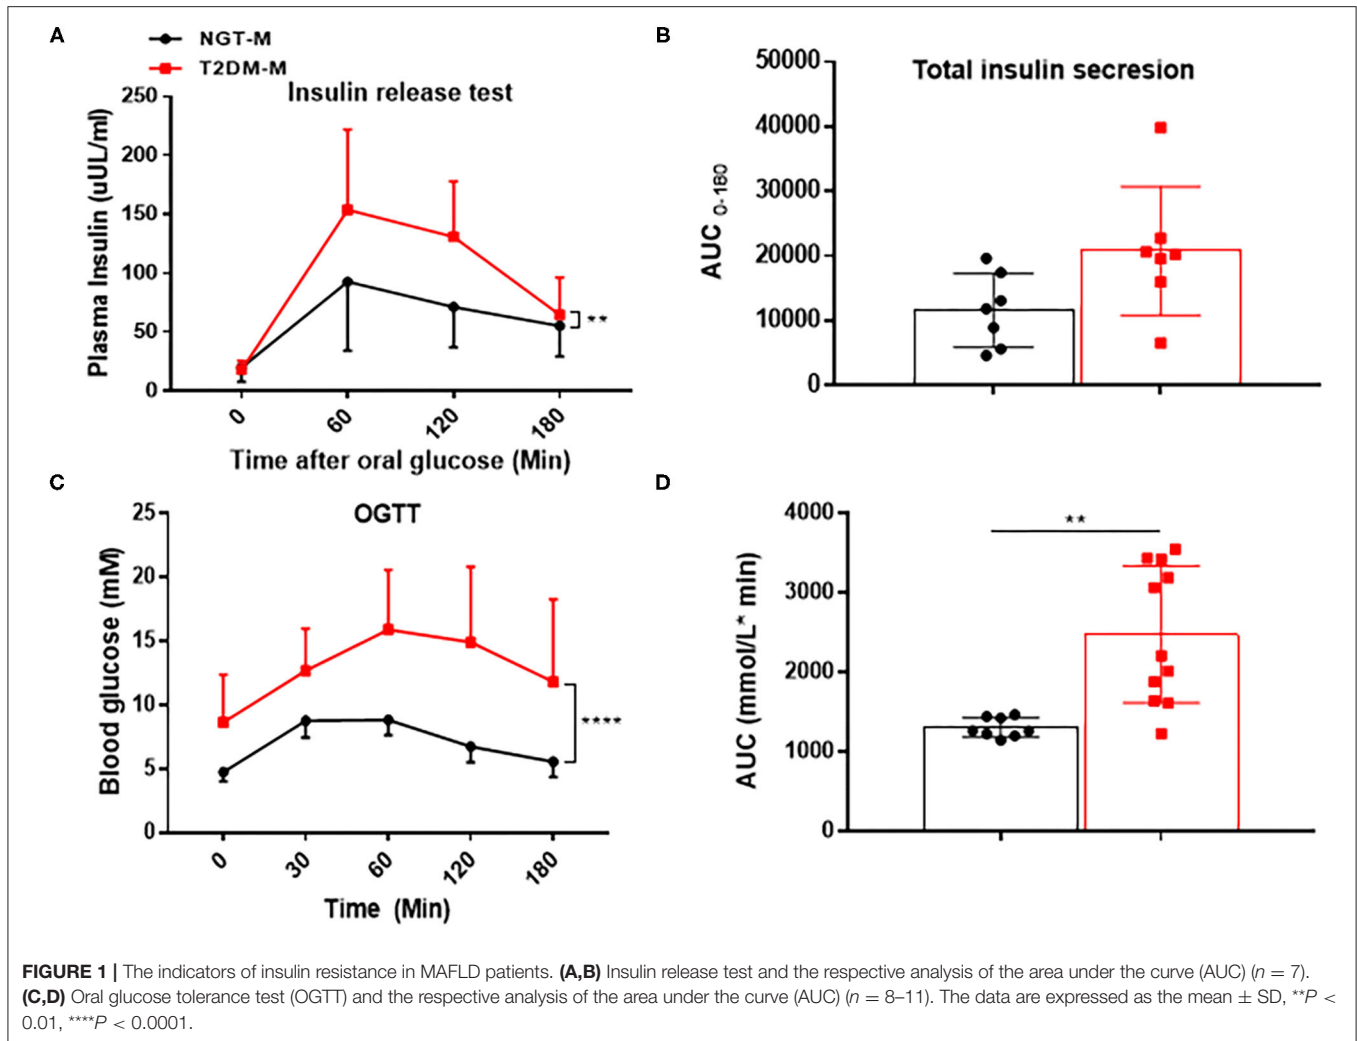 A
NGT-M
T2DM-M
Insulin release test
Plasma Insulin (uUL/ml)
250
200
150
100
50
0
**
0
60
120
180
Time after oral glucose (Min)
B
Total insulin secresion
AUC 0-180
50000
40000
30000
20000
10000
0
C
OGTT
Blood glucose (mM)
25
20
15
10
5
0
****
0
30
60
120
180
Time (Min)
D
AUC (mmol/L* min)
4000
3000
2000
1000
0
**
FIGURE 1 | The indicators of insulin resistance in MAFLD patients. (A,B) Insulin release test and the respective analysis of the area under the curve (AUC) (n = 7).
(C,D) Oral glucose tolerance test (OGTT) and the respective analysis of the area under the curve (AUC) (n = 8–11). The data are expressed as the mean ± SD, **P <
0.01, ****P < 0.0001.